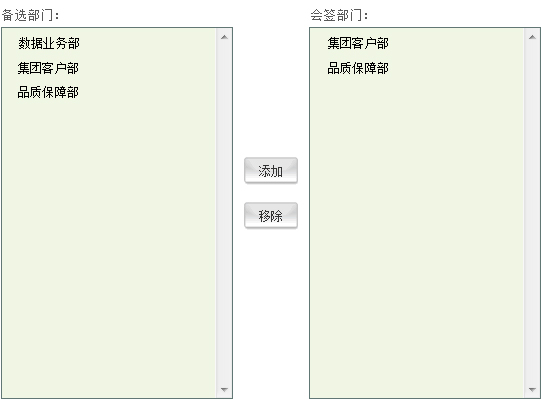 备选部门：
数据业务部
集团客户部
品质保障部
添加
移除
会签部门：
集团客户部
品质保障部